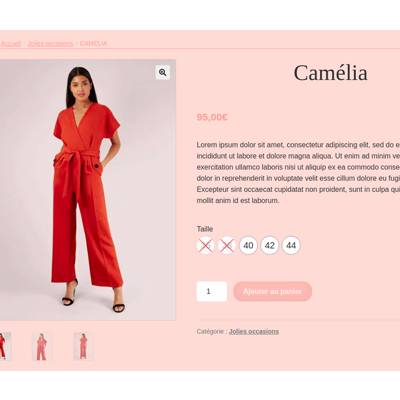 Accueil › Jolies occasions › CAMÉLIA
Camélia
95,00€
Lorem ipsum dolor sit amet, consectetur adipiscing elit, sed do e
incididunt ut labore et dolore magna aliqua. Ut enim ad minim ve
exercitation ullamco laboris nisi ut aliquip ex ea commodo conse
dolor in reprehenderit in voluptate velit esse cillum dolore eu fugi
Excepteur sint occaecat cupidatat non proident, sunt in culpa qui
mollit anim id est laborum.
Taille
40 42 44
1 Ajouter au panier
Catégorie : Jolies occasions